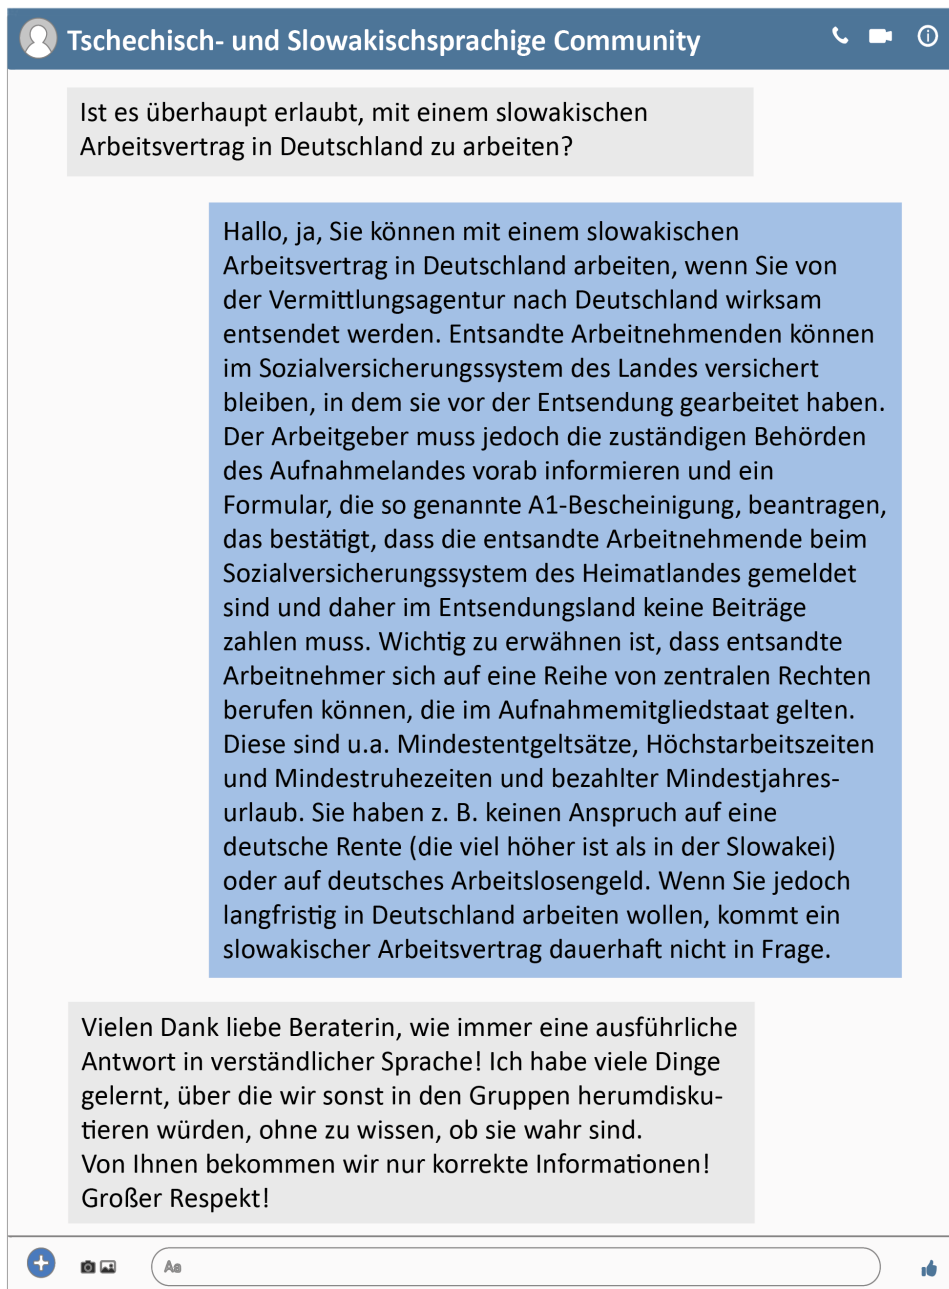 Tschechisch- und Slowakischsprachige Community
Ist es überhaupt erlaubt, mit einem slowakischen
Arbeitsvertrag in Deutschland zu arbeiten?
Hallo, ja, Sie können mit einem slowakischen
Arbeitsvertrag in Deutschland arbeiten, wenn Sie von
der Vermittlungsagentur nach Deutschland wirksam
entsendet werden. Entsandte Arbeitnehmenden können
im Sozialversicherungssystem des Landes versichert
bleiben, in dem sie vor der Entsendung gearbeitet haben.
Der Arbeitgeber muss jedoch die zuständigen Behörden
des Aufnahmelandes vorab informieren und ein
Formular, die so genannte A1-Bescheinigung, beantragen,
das bestätigt, dass die entsandte Arbeitnehmende beim
Sozialversicherungssystem des Heimatlandes gemeldet
sind und daher im Entsendungsland keine Beiträge
zahlen muss. Wichtig zu erwähnen ist, dass entsandte
Arbeitnehmer sich auf eine Reihe von zentralen Rechten
berufen können, die im Aufnahmemitgliedstaat gelten.
Diese sind u.a. Mindestentgeltsätze, Höchstarbeitszeiten
und Mindestruhezeiten und bezahlter Mindestjahres-
urlaub. Sie haben z. B. keinen Anspruch auf eine
deutsche Rente (die viel höher ist als in der Slowakei)
oder auf deutsches Arbeitslosengeld. Wenn Sie jedoch
langfristig in Deutschland arbeiten wollen, kommt ein
slowakischer Arbeitsvertrag dauerhaft nicht in Frage.
Vielen Dank liebe Beraterin, wie immer eine ausführliche
Antwort in verständlicher Sprache! Ich habe viele Dinge
gelernt, über die wir sonst in den Gruppen herumdisku-
tieren würden, ohne zu wissen, ob sie wahr sind.
Von Ihnen bekommen wir nur korrekte Informationen!
Großer Respekt!
Aa